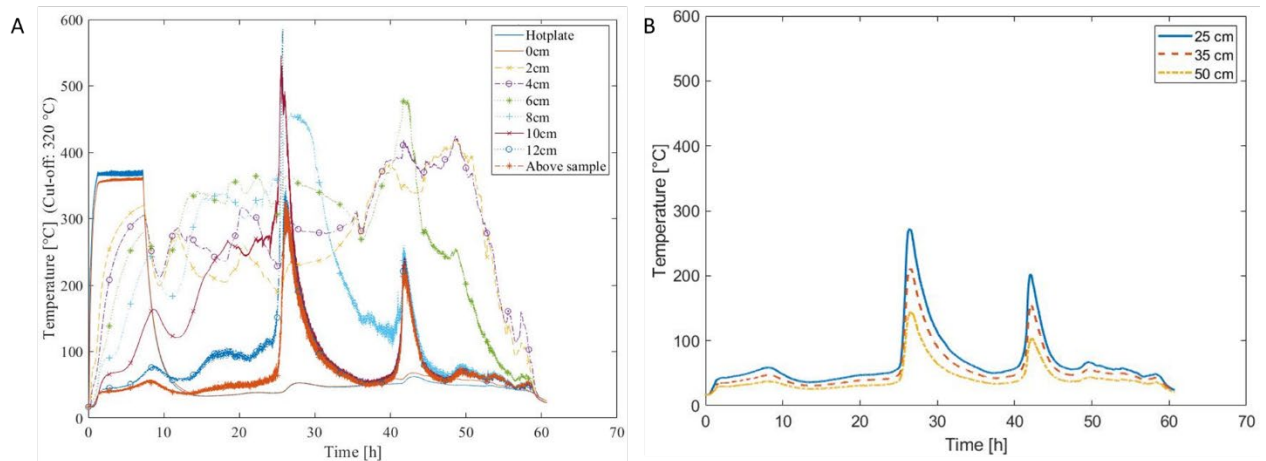 A
Temperature [°C] (Cut-off: 320 °C)
600
500
400
300
200
100
0
0 10 20 30 40 50 60 70
Time [h]
Hotplate
0cm
2cm
4cm
6cm
8cm
10cm
12cm
Above sample
B
Temperature [°C]
600
500
400
300
200
100
0
0 10 20 30 40 50 60 70
Time [h]
25 cm
35 cm
50 cm